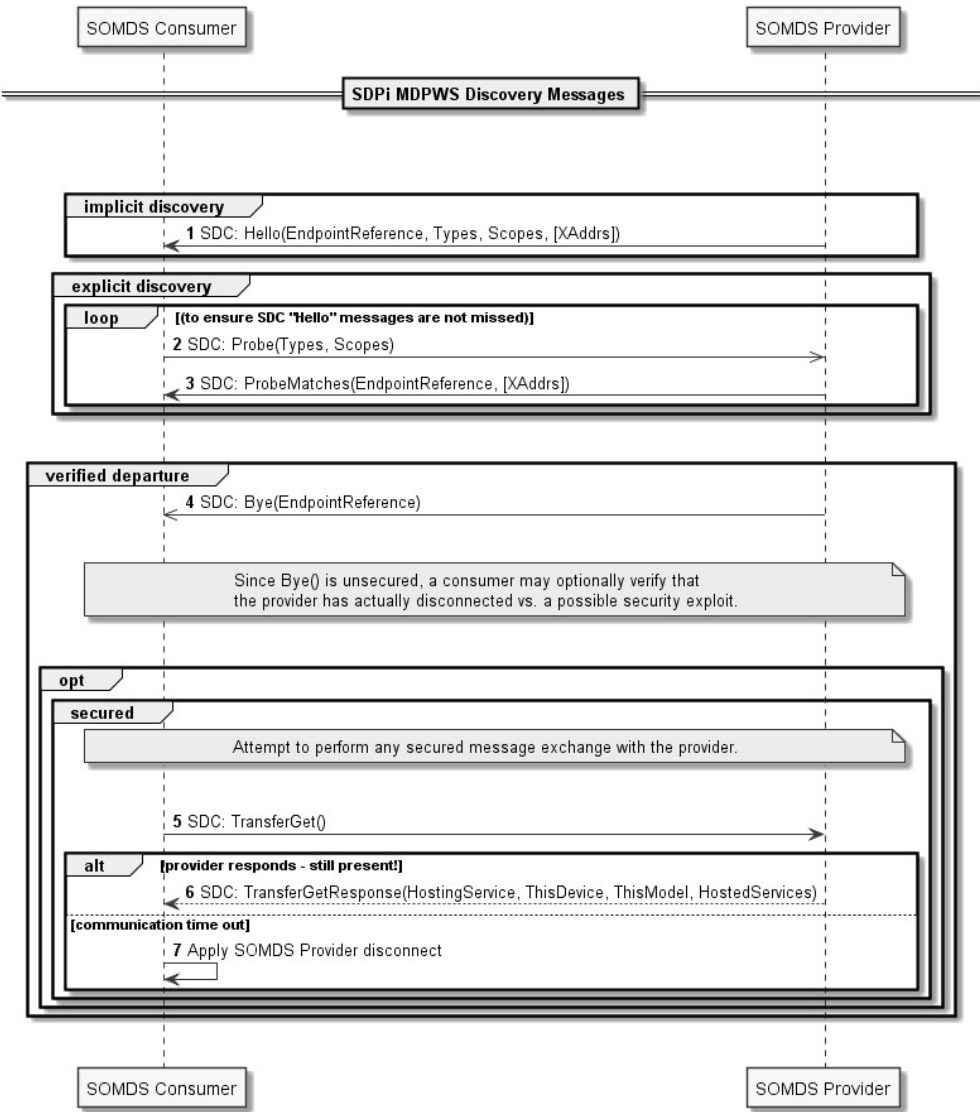 SOMDS Consumer
SOMDS Provider
SDPi MDPWS Discovery Messages
implicit discovery
1 SDC: Hello(EndpointReference, Types, Scopes, [XAddrs])
explicit discovery
loop
[(to ensure SDC "Hello" messages are not missed)]
2 SDC: Probe(Types, Scopes)
3 SDC: ProbeMatches(EndpointReference, [XAddrs])
verified departure
4 SDC: Bye(EndpointReference)
Since Bye() is unsecured, a consumer may optionally verify that
the provider has actually disconnected vs. a possible security exploit.
opt
secured
Attempt to perform any secured message exchange with the provider.
5 SDC: TransferGet()
alt
[provider responds - still present!]
6 SDC: TransferGetResponse(HostingService, ThisDevice, ThisModel, HostedServices)
[communication time out]
7 Apply SOMDS Provider disconnect
SOMDS Consumer
SOMDS Provider